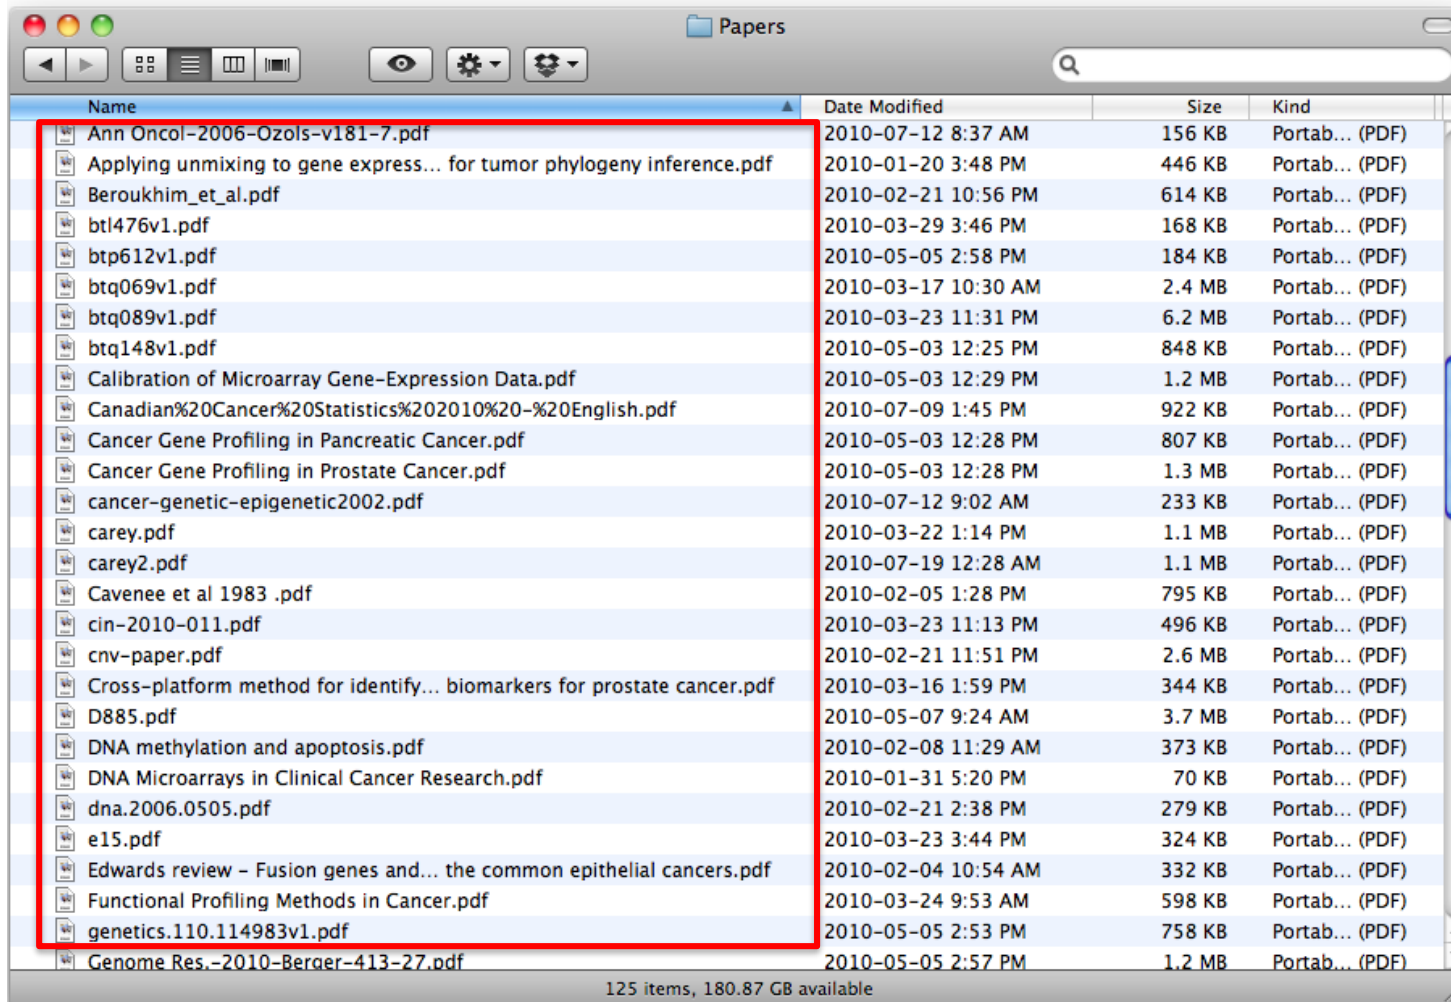 Papers
Name Date Modified Size Kind
Ann Oncol-2006-Ozols-v181-7.pdf 2010-07-12 8:37 AM 156 KB Portab... (PDF)
Applying unmixing to gene express... for tumor phylogeny inference.pdf 2010-01-20 3:48 PM 446 KB Portab... (PDF)
Beroukhim_et_al.pdf 2010-02-21 10:56 PM 614 KB Portab... (PDF)
btl476v1.pdf 2010-03-29 3:46 PM 168 KB Portab... (PDF)
btp612v1.pdf 2010-05-05 2:58 PM 184 KB Portab... (PDF)
btq069v1.pdf 2010-03-17 10:30 AM 2.4 MB Portab... (PDF)
btq089v1.pdf 2010-03-23 11:31 PM 6.2 MB Portab... (PDF)
btq148v1.pdf 2010-05-03 12:25 PM 848 KB Portab... (PDF)
Calibration of Microarray Gene-Expression Data.pdf 2010-05-03 12:29 PM 1.2 MB Portab... (PDF)
Canadian%20Cancer%20Statistics%202010%20-%20English.pdf 2010-07-09 1:45 PM 922 KB Portab... (PDF)
Cancer Gene Profiling in Pancreatic Cancer.pdf 2010-05-03 12:28 PM 807 KB Portab... (PDF)
Cancer Gene Profiling in Prostate Cancer.pdf 2010-05-03 12:28 PM 1.3 MB Portab... (PDF)
cancer-genetic-epigenetic2002.pdf 2010-07-12 9:02 AM 233 KB Portab... (PDF)
carey.pdf 2010-03-22 1:14 PM 1.1 MB Portab... (PDF)
carey2.pdf 2010-07-19 12:28 AM 1.1 MB Portab... (PDF)
Cavenee et al 1983 .pdf 2010-02-05 1:28 PM 795 KB Portab... (PDF)
cin-2010-011.pdf 2010-03-23 11:13 PM 496 KB Portab... (PDF)
cnv-paper.pdf 2010-02-21 11:51 PM 2.6 MB Portab... (PDF)
Cross-platform method for identify... biomarkers for prostate cancer.pdf 2010-03-16 1:59 PM 344 KB Portab... (PDF)
D885.pdf 2010-05-07 9:24 AM 3.7 MB Portab... (PDF)
DNA methylation and apoptosis.pdf 2010-02-08 11:29 AM 373 KB Portab... (PDF)
DNA Microarrays in Clinical Cancer Research.pdf 2010-01-31 5:20 PM 70 KB Portab... (PDF)
dna.2006.0505.pdf 2010-02-21 2:38 PM 279 KB Portab... (PDF)
e15.pdf 2010-03-23 3:44 PM 324 KB Portab... (PDF)
Edwards review - Fusion genes and... the common epithelial cancers.pdf 2010-02-04 10:54 AM 332 KB Portab... (PDF)
Functional Profiling Methods in Cancer.pdf 2010-03-24 9:53 AM 598 KB Portab... (PDF)
genetics.110.114983v1.pdf 2010-05-05 2:53 PM 758 KB Portab... (PDF)
Genome Res.-2010-Berger-413-27.pdf 2010-05-05 2:57 PM 1.2 MB Portab... (PDF)
125 items, 180.87 GB available